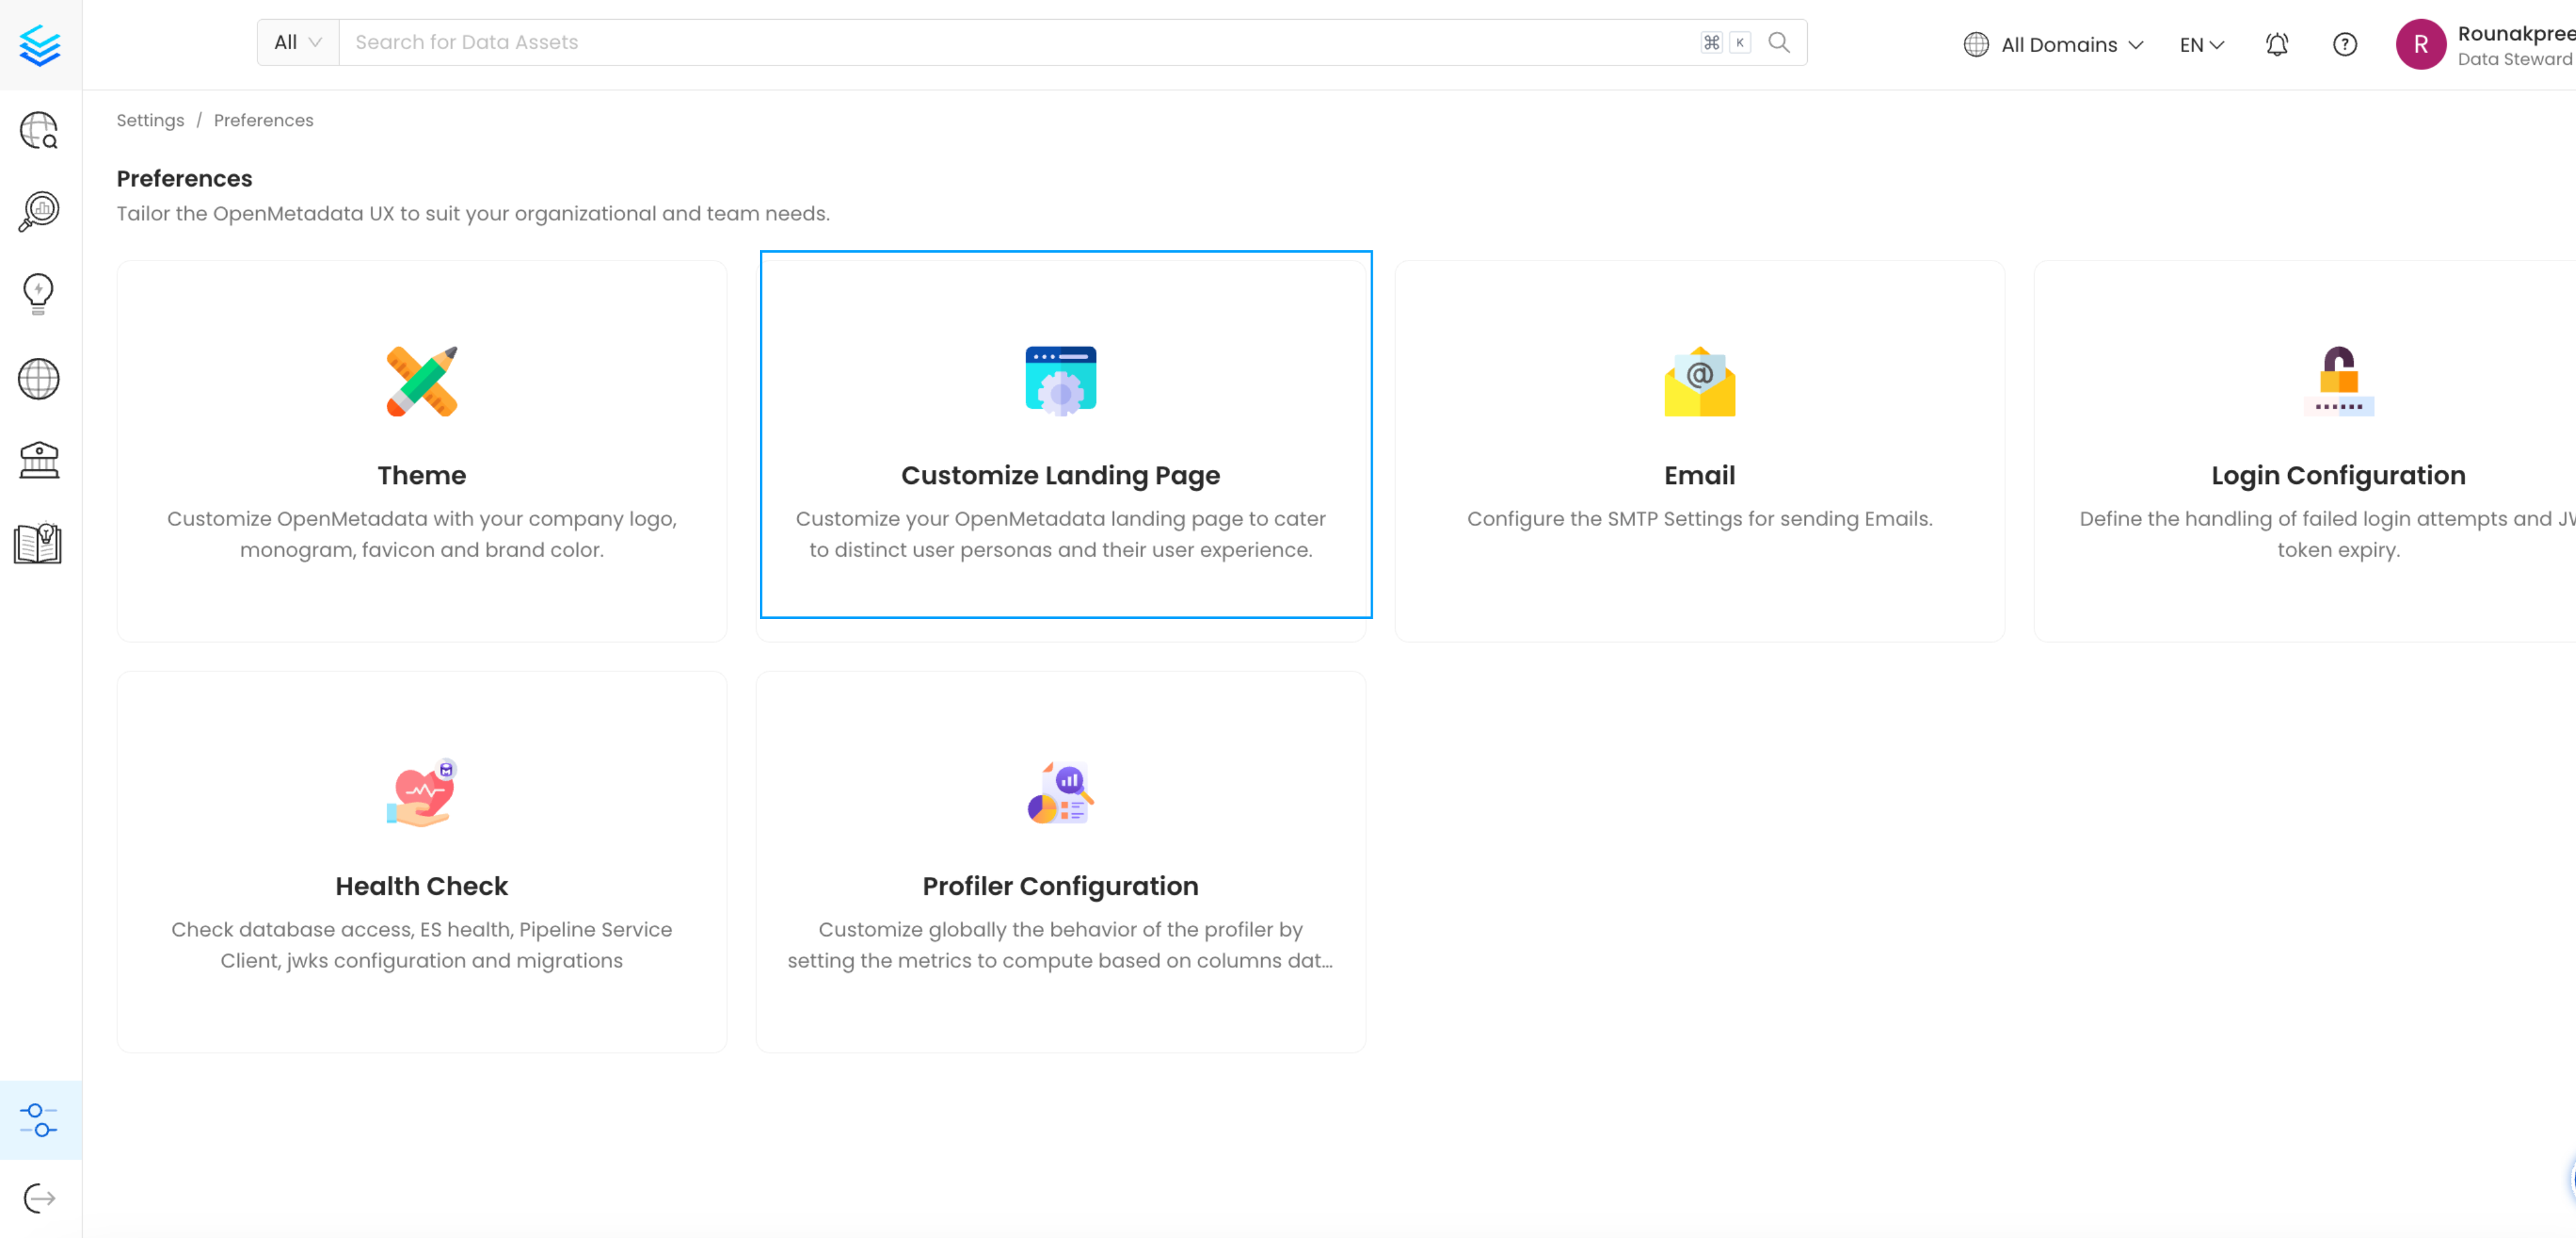 All
Search for Data Assets
⌘ K
All Domains
EN
R
Rounakpree
Data Steward
Settings / Preferences
Preferences
Tailor the OpenMetadata UX to suit your organizational and team needs.
Theme
Customize OpenMetadata with your company logo,
monogram, favicon and brand color.
Customize Landing Page
Customize your OpenMetadata landing page to cater
to distinct user personas and their user experience.
@
Email
Configure the SMTP Settings for sending Emails.
Login Configuration
Define the handling of failed login attempts and JW
token expiry.
Health Check
Check database access, ES health, Pipeline Service
Client, jwks configuration and migrations
Profiler Configuration
Customize globally the behavior of the profiler by
setting the metrics to compute based on columns dat...